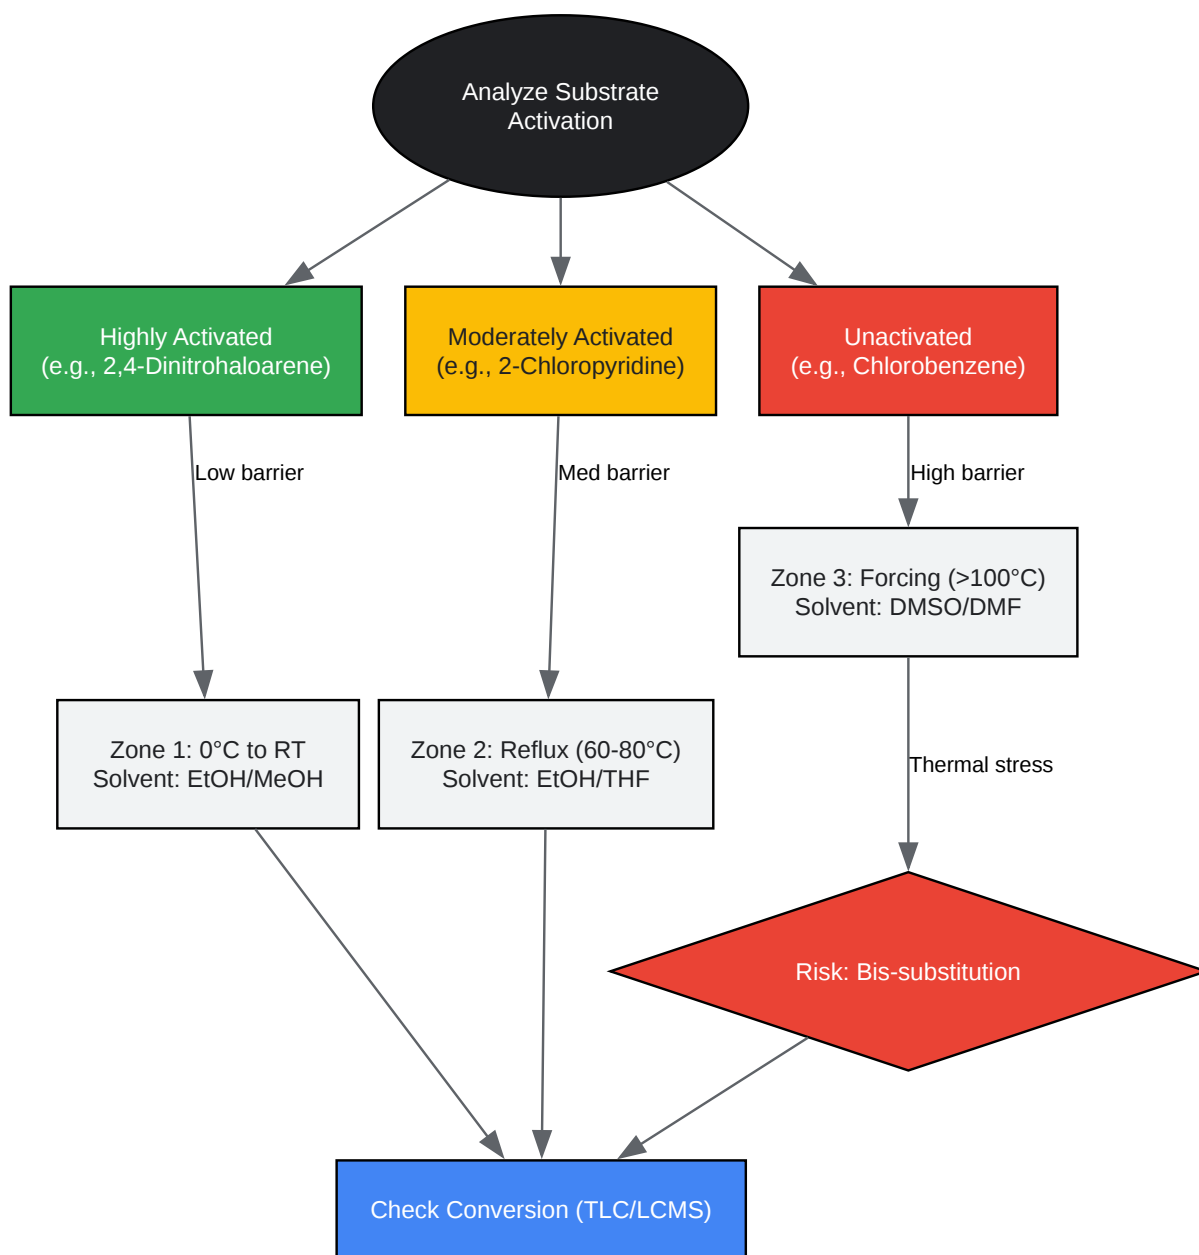 Analyze Substrate
Activation
Highly Activated
(e.g., 2,4-Dinitrohaloarene)
Moderately Activated
(e.g., 2-Chloropyridine)
Unactivated
(e.g., Chlorobenzene)
Low barrier
Med barrier
High barrier
Zone 3: Forcing (>100°C)
Solvent: DMSO/DMF
Zone 1: 0°C to RT
Solvent: EtOH/MeOH
Zone 2: Reflux (60-80°C)
Solvent: EtOH/THF
Thermal stress
Risk: Bis-substitution
Check Conversion (TLC/LCMS)